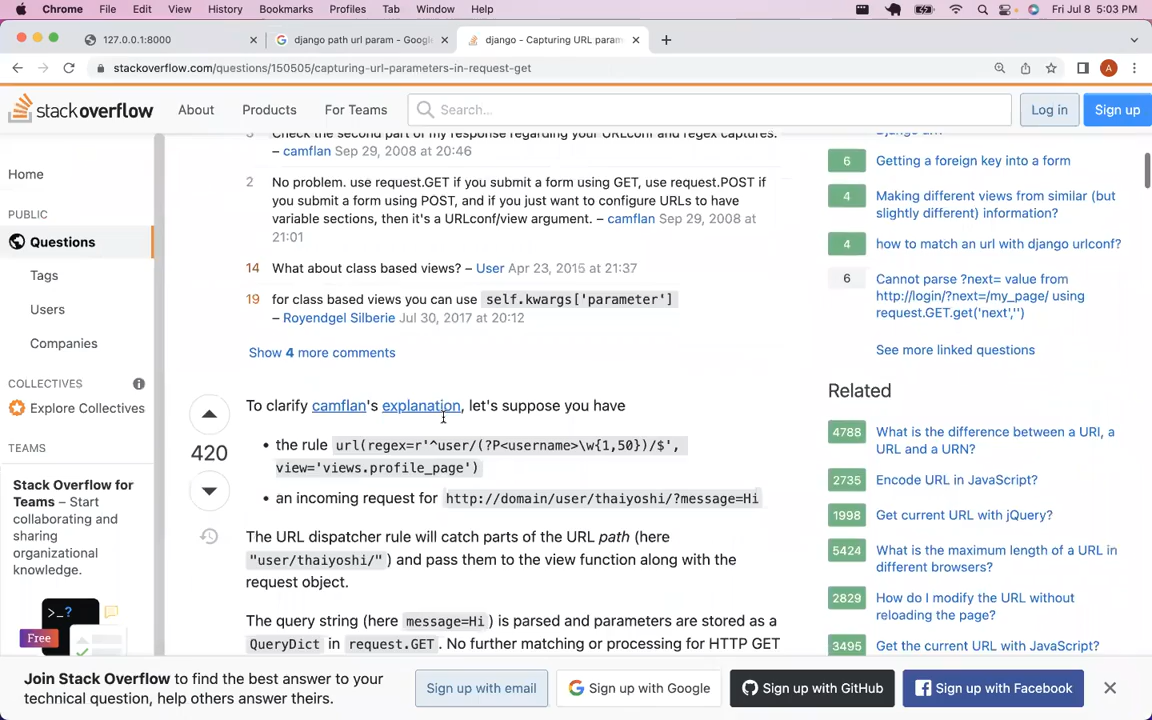 Chrome File Edit View History Bookmarks Profiles Tab Window Help Fri Jul 8 5:03 PM
127.0.0.1:8000
django path url param - Google
django - Capturing URL param
stackoverflow.com/questions/150505/capturing-url-parameters-in-request-get
A
stackoverflow About Products For Teams Search... Log in Sign up
Home
PUBLIC
Questions
Tags
Users
Companies
COLLECTIVES
Explore Collectives
TEAMS
Stack Overflow for
Teams – Start
collaborating and
sharing
organizational
knowledge.
>_?
Free
Check the second part of my response regarding your URLconf and regex captures.
– camflan Sep 29, 2008 at 20:46
2 No problem. use request.GET if you submit a form using GET, use request.POST if
you submit a form using POST, and if you just want to configure URLs to have
variable sections, then it's a URLconf/view argument. – camflan Sep 29, 2008 at
21:01
14 What about class based views? – User Apr 23, 2015 at 21:37
19 for class based views you can use self.kwargs['parameter']
– Royendgel Silberie Jul 30, 2017 at 20:12
Show 4 more comments
420
To clarify camflan's explanation, let's suppose you have
• the rule url(regex=r'^user/(?P<username>\w{1,50})/$',
view='views.profile_page')
• an incoming request for http://domain/user/thaiyoshi/?message=Hi
The URL dispatcher rule will catch parts of the URL path (here
"user/thaiyoshi/") and pass them to the view function along with the
request object.
The query string (here message=Hi) is parsed and parameters are stored as a
QueryDict in request.GET. No further matching or processing for HTTP GET
6 Getting a foreign key into a form
4 Making different views from similar (but
slightly different) information?
4 how to match an url with django urlconf?
6 Cannot parse ?next= value from
http://login/?next=/my_page/ using
request.GET.get('next','')
See more linked questions
Related
4788 What is the difference between a URI, a
URL, and a URN?
2735 Encode URL in JavaScript?
1998 Get current URL with jQuery?
5424 What is the maximum length of a URL in
different browsers?
2829 How do I modify the URL without
reloading the page?
3495 Get the current URL with JavaScript?
Join Stack Overflow to find the best answer to your
technical question, help others answer theirs.
Sign up with email
Sign up with Google
Sign up with GitHub
Sign up with Facebook